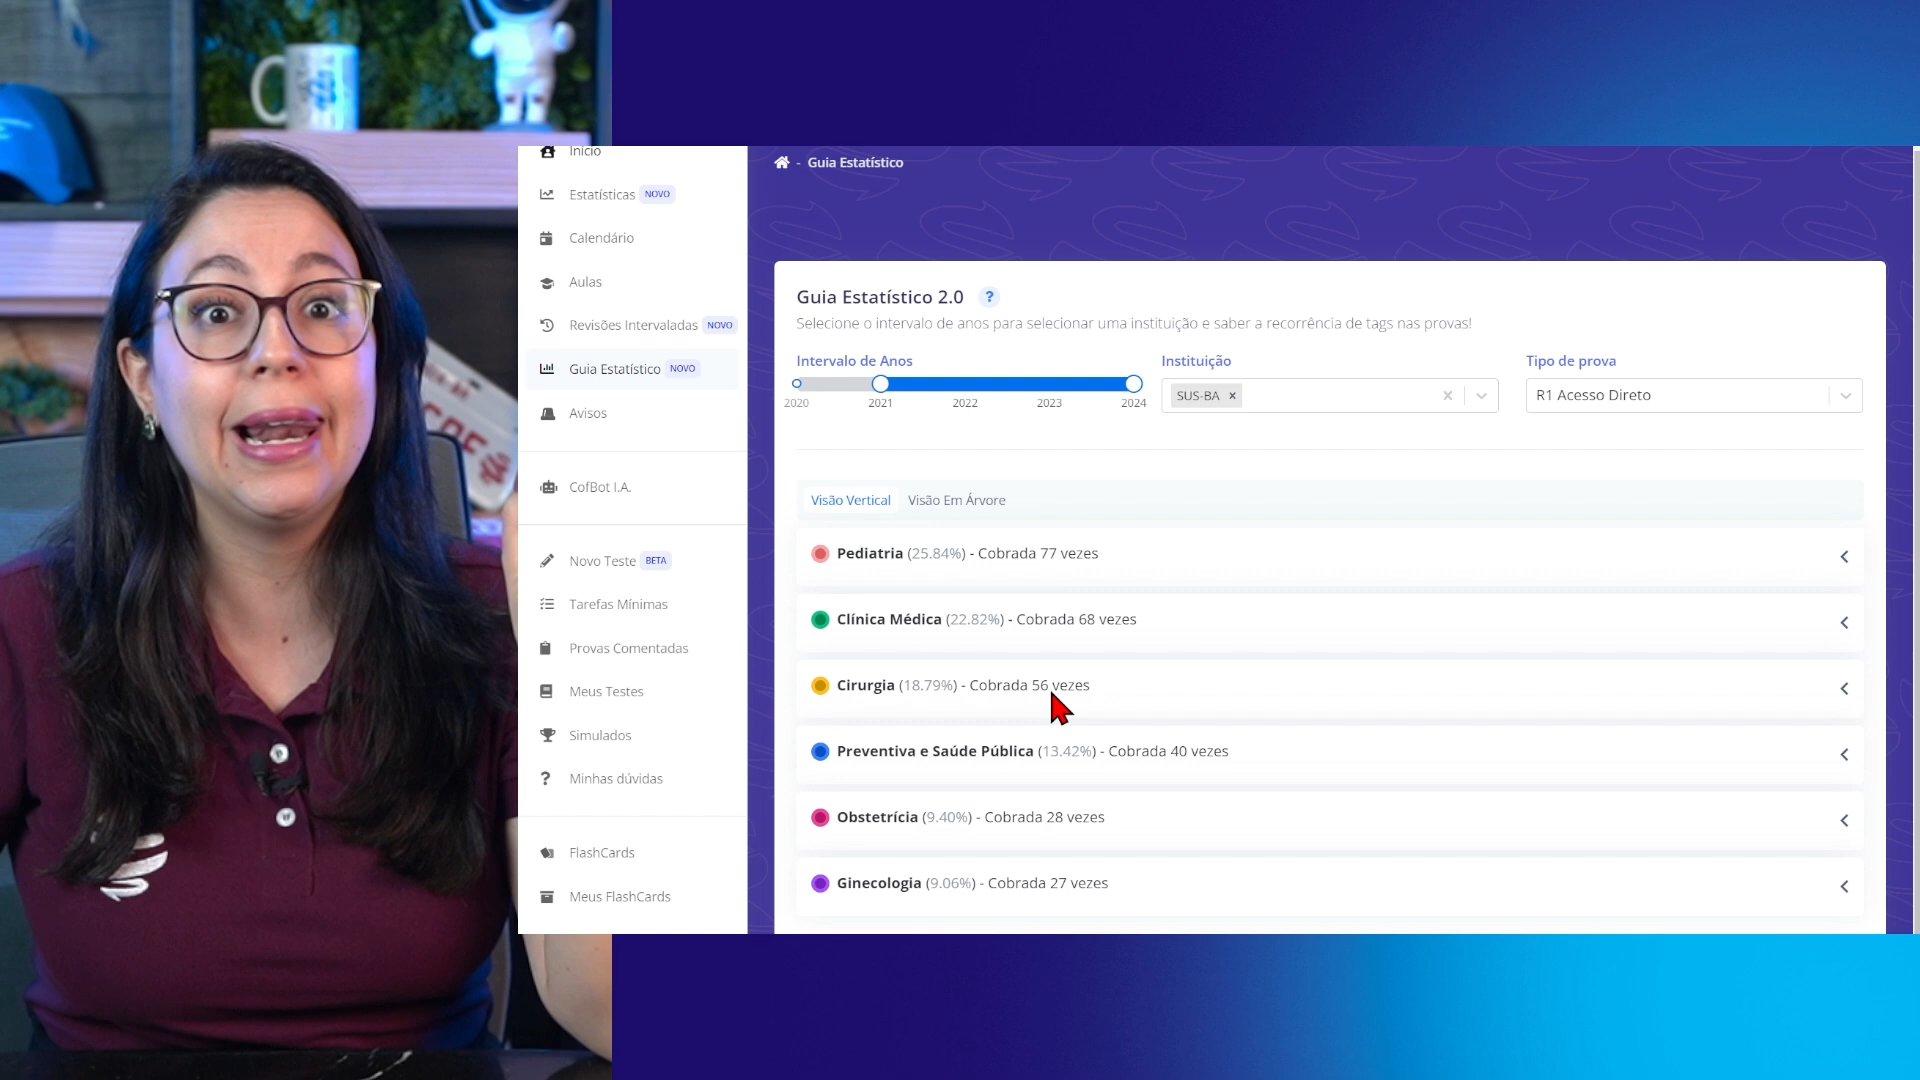 Início
Estatísticas NOVO
Calendário
Aulas
Revisões Intervaladas NOVO
Guia Estatístico NOVO
Avisos
CofBot I.A.
Novo Teste BETA
Tarefas Mínimas
Provas Comentadas
Meus Testes
Simulados
Minhas dúvidas
FlashCards
Meus FlashCards
- Guia Estatístico
Guia Estatístico 2.0 ?
Selecione o intervalo de anos para selecionar uma instituição e saber a recorrência de tags nas provas!
Intervalo de Anos
2020 2021 2022 2023 2024
Instituição
SUS-BA ×
Tipo de prova
R1 Acesso Direto
Visão Vertical Visão Em Árvore
Pediatria (25.84%) - Cobrada 77 vezes
Clínica Médica (22.82%) - Cobrada 68 vezes
Cirurgia (18.79%) - Cobrada 56 vezes
Preventiva e Saúde Pública (13.42%) - Cobrada 40 vezes
Obstetrícia (9.40%) - Cobrada 28 vezes
Ginecologia (9.06%) - Cobrada 27 vezes